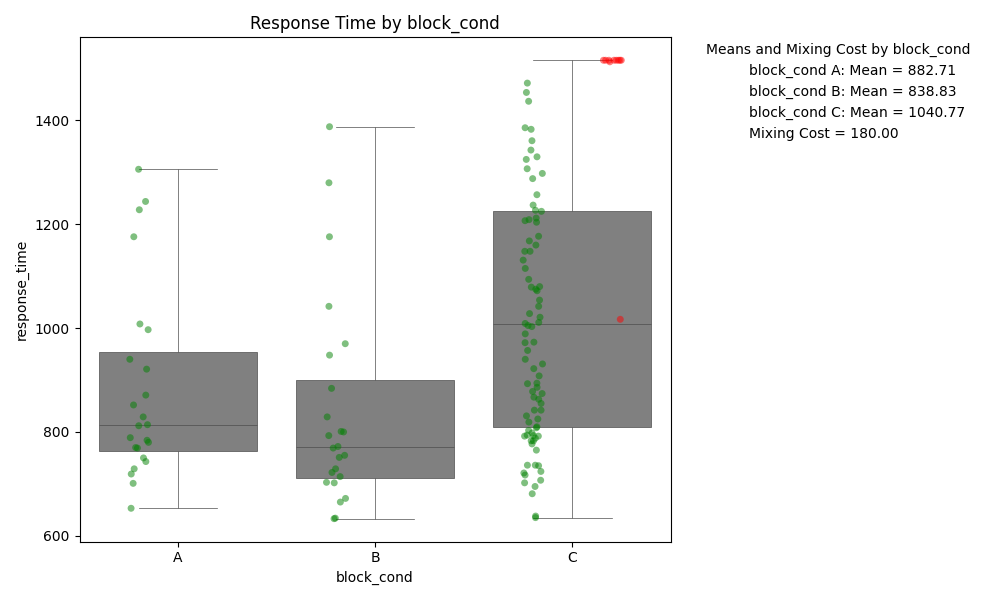 Response Time by block_cond
Means and Mixing Cost by block_cond
block_cond A: Mean = 882.71
block_cond B: Mean = 838.83
block_cond C: Mean = 1040.77
Mixing Cost = 180.00
response_time
1400
1200
1000
800
600
A
B
C
block_cond